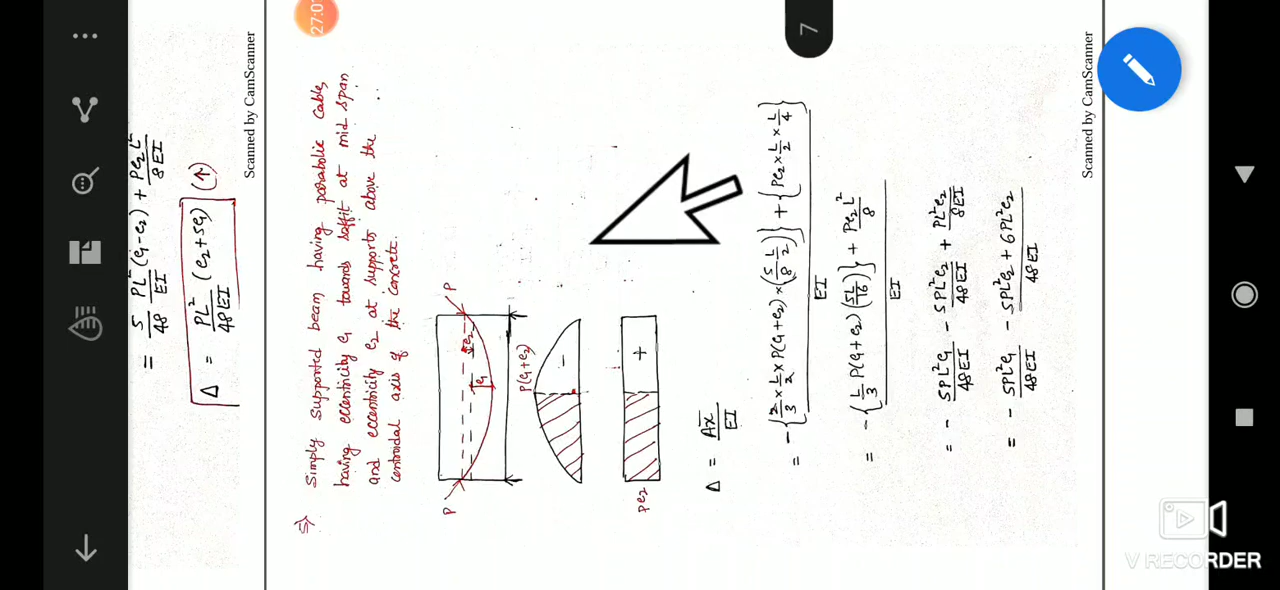 27:01
= 5/48 PL²/EI (e₁-e₂) + Pe₂L²/8EI
Δ = PL²/48EI (e₂+5e₁) (↑)
Scanned by CamScanner
5⇒ Simply supported beam having parabolic cable,
having eccentricity e₁ towards soffit at mid span
and eccentricity e₂ at supports above the
centroidal axis of the concrete.
P
P
e₂
e₁
P(e₁+e₂)
-
Pe₂
+
Δ = Ax̄/EI
= -{2/3 × L/2 × P(e₁+e₂) × (5/8 L/2)} + {Pe₂ × L/2 × L/4} / EI
= -{L/3 P(e₁+e₂) (5L/16)} + Pe₂L²/8 / EI
= - 5PL²e₁/48EI - 5PL²e₂/48EI + PL²e₂/8EI
= - 5PL²e₁/48EI - 5PL²e₂ + 6PL²e₂/48EI
Scanned by CamScanner
7
V RECORDER